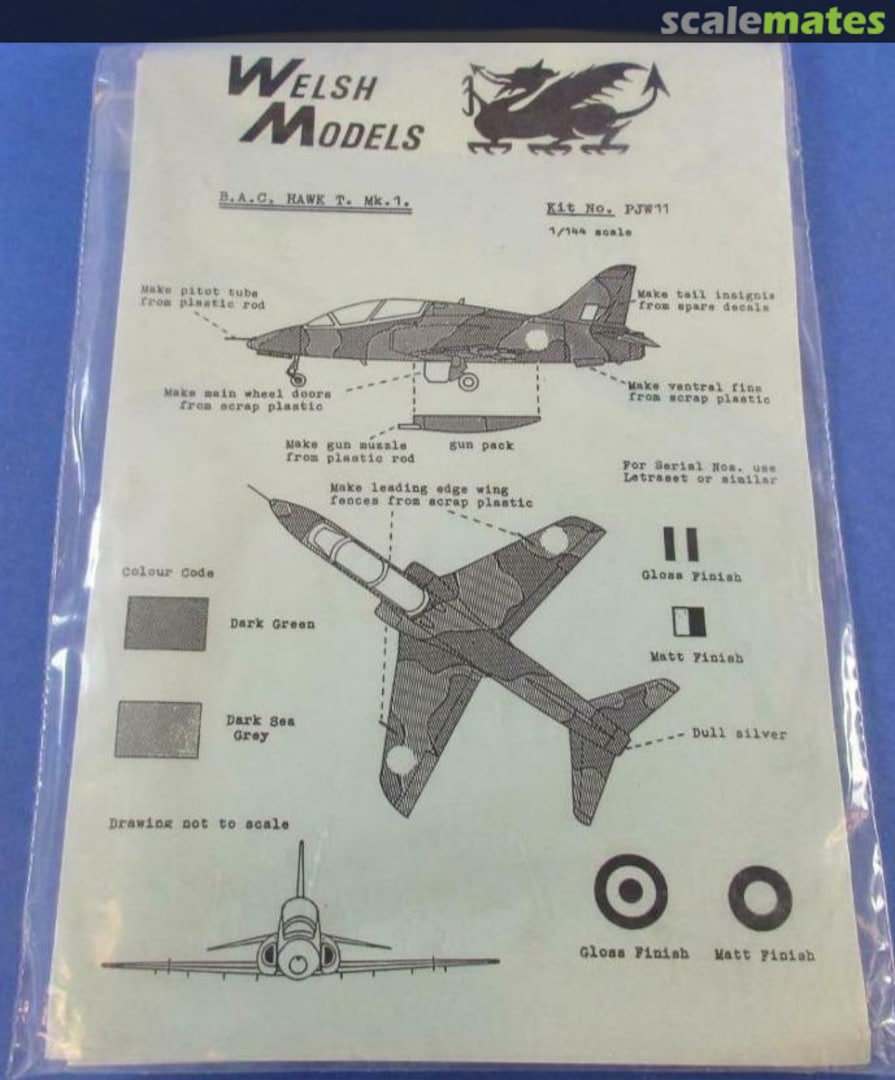 scalemates
WELSH
MODELS
B.A.C. HAWK T. Mk.1.
Kit No. PJW11
1/144 scale
Make pitot tube
from plastic rod
Make tail insignia
from spare decals
Make main wheel doors
from scrap plastic
Make ventral fins
from scrap plastic
Make gun muzzle
from plastic rod
gun pack
For Serial Nos. use
Letraset or similar
Make leading edge wing
fences from scrap plastic
Gloss Finish
Colour Code
Dark Green
Matt Finish
Dark Sea
Grey
Dull silver
Drawing not to scale
Gloss Finish
Matt Finish